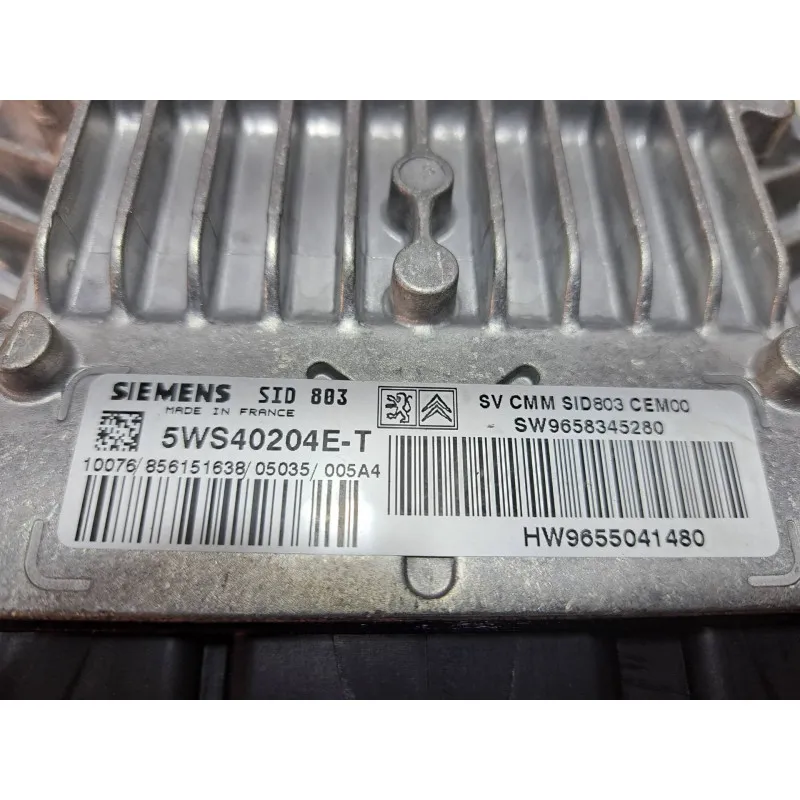 SIEMENS SID 803
MADE IN FRANCE
5WS40204E-T
10076/856151638/05035/005A4
SV CMM SID803 CEM00
SW9658345280
HW9655041480